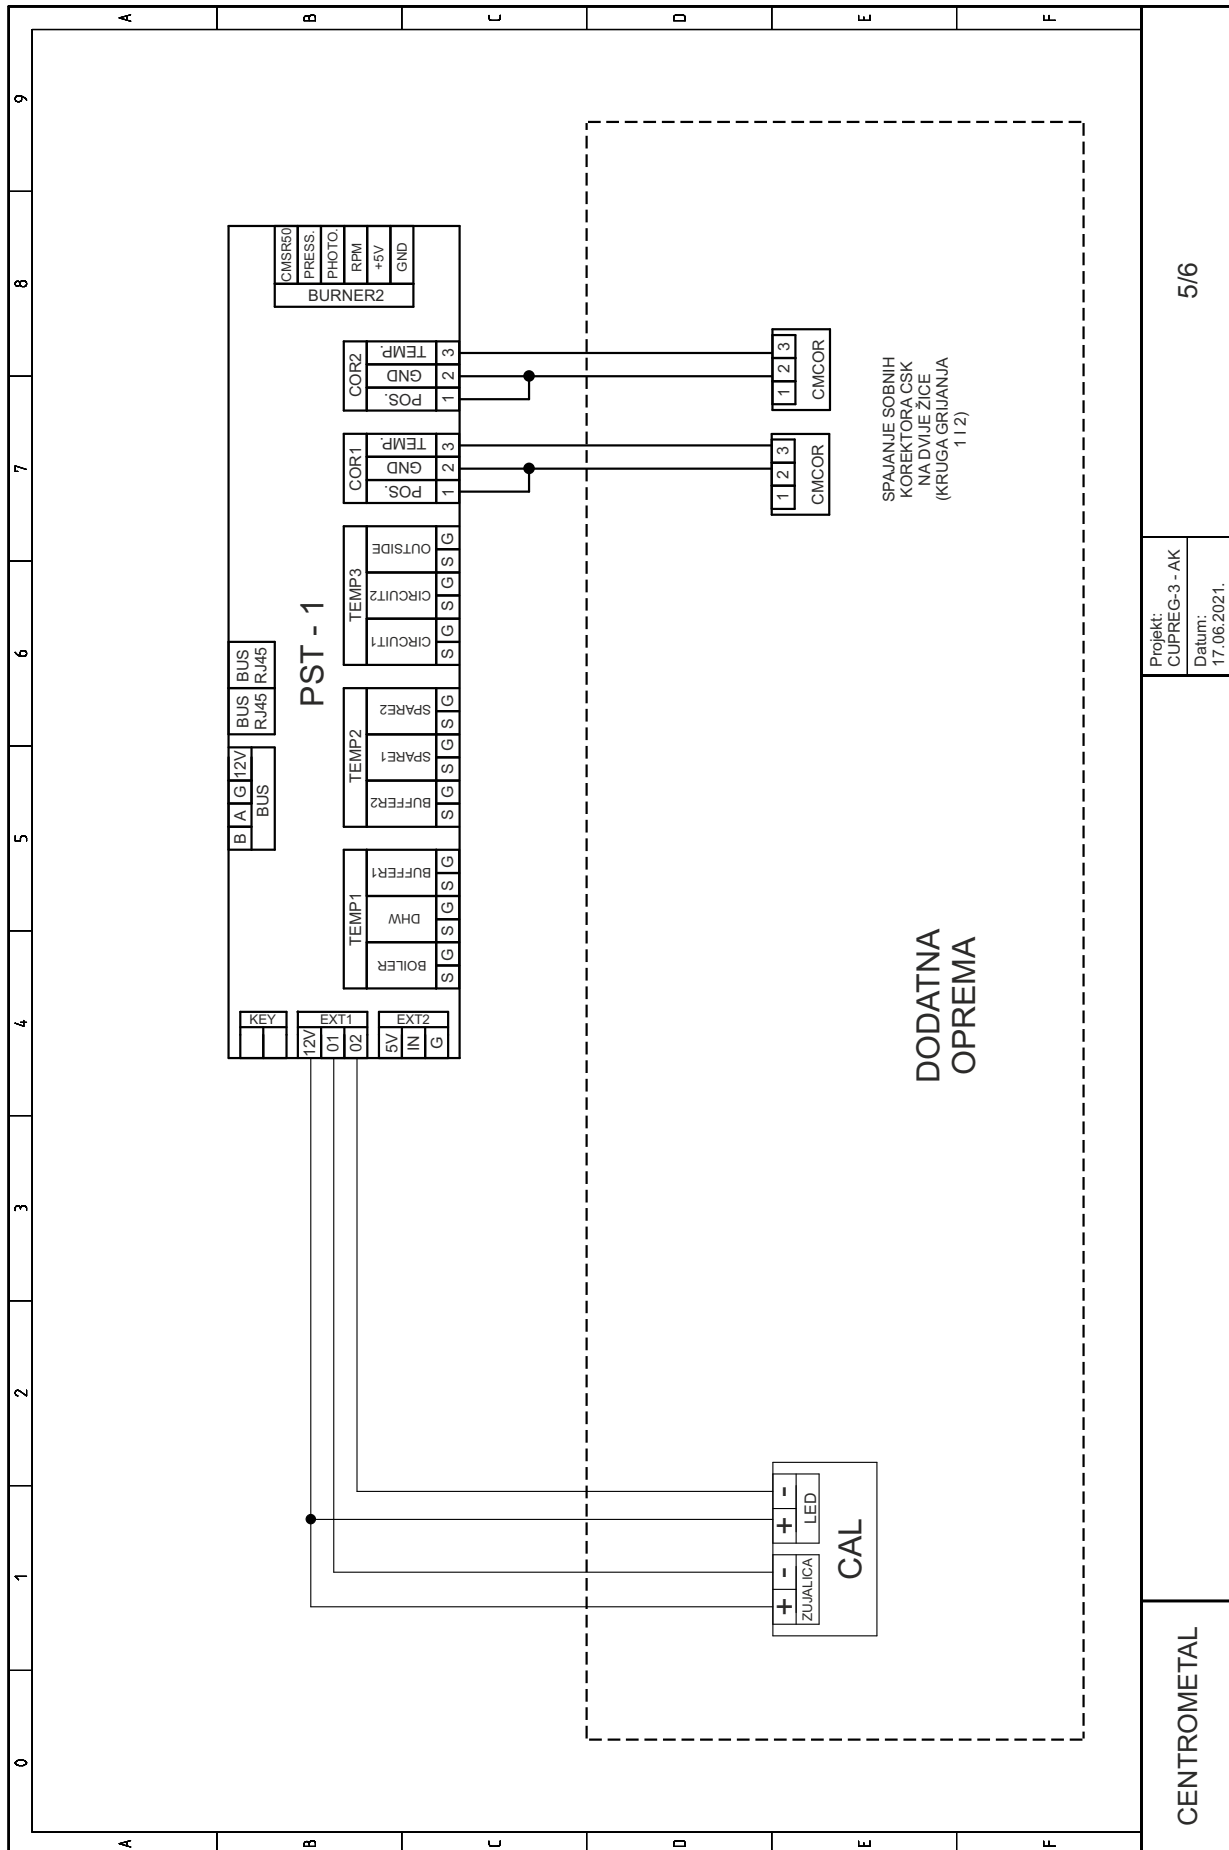 0 1 2 3 4 5 6 7 8 9
A
B
C
D
E
F
A
B
C
D
E
F
PST - 1
B A G 12V
BUS
BUS
RJ45
BUS
RJ45
KEY
EXT1
12V
01
02
EXT2
5V
IN
G
TEMP1
BOILER DHW BUFFER1
S G S G S G
TEMP2
BUFFER2 SPARE1 SPARE2
S G S G S G
TEMP3
CIRCUIT1 CIRCUIT2 OUTSIDE
S G S G S G
COR1
POS. GND TEMP.
1 2 3
COR2
POS. GND TEMP.
1 2 3
BURNER2
CMSR50
PRESS.
PHOTO.
RPM
+5V
GND
+ - + -
ZUJALICA LED
CAL
1 2 3
CMCOR
1 2 3
CMCOR
SPAJANJE SOBNIH
KOREKTORA CSK
NA DVIJE ŽICE
(KRUGA GRIJANJA
1 I 2)
DODATNA
OPREMA
CENTROMETAL
Projekt:
CUPREG-3 - AK
Datum:
17.06.2021.
5/6